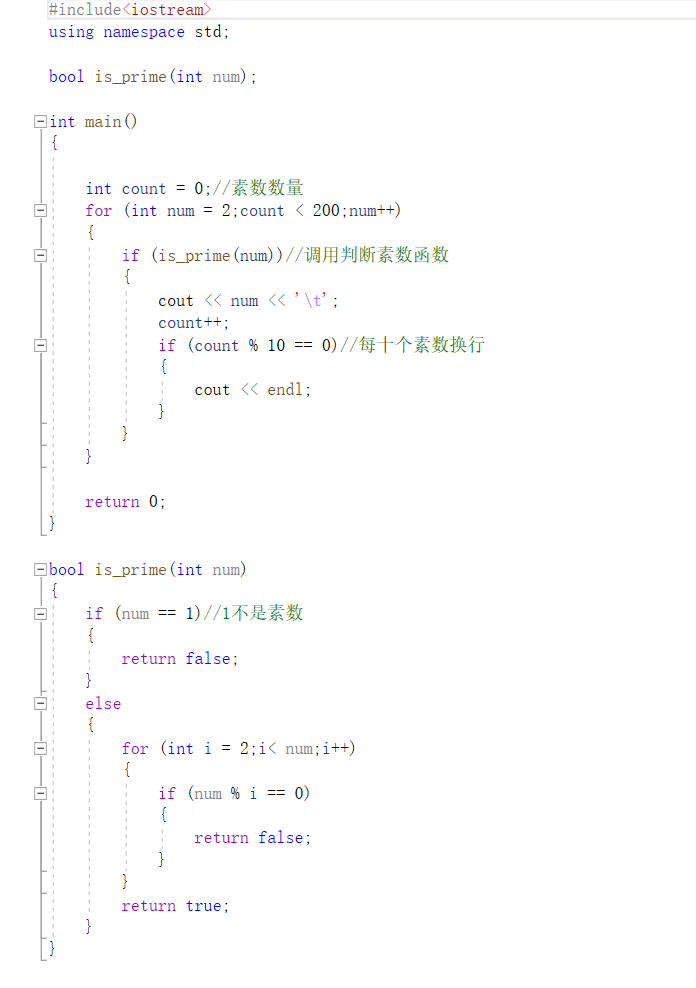 #include<iostream>
using namespace std;
bool is_prime(int num);
int main()
{
    int count = 0;//素数数量
    for (int num = 2;count < 200;num++)
    {
        if (is_prime(num))//调用判断素数函数
        {
            cout << num << '\t';
            count++;
            if (count % 10 == 0)//每十个素数换行
            {
                cout << endl;
            }
        }
    }
    return 0;
}
bool is_prime(int num)
{
    if (num == 1)//1不是素数
    {
        return false;
    }
    else
    {
        for (int i = 2;i< num;i++)
        {
            if (num % i == 0)
            {
                return false;
            }
        }
        return true;
    }
}